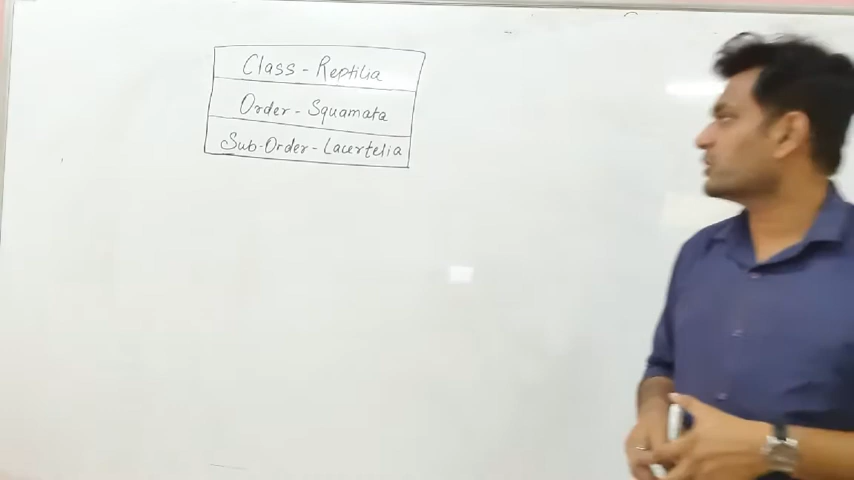 Class - Reptilia
Order - Squamata
Sub-Order - Lacertelia